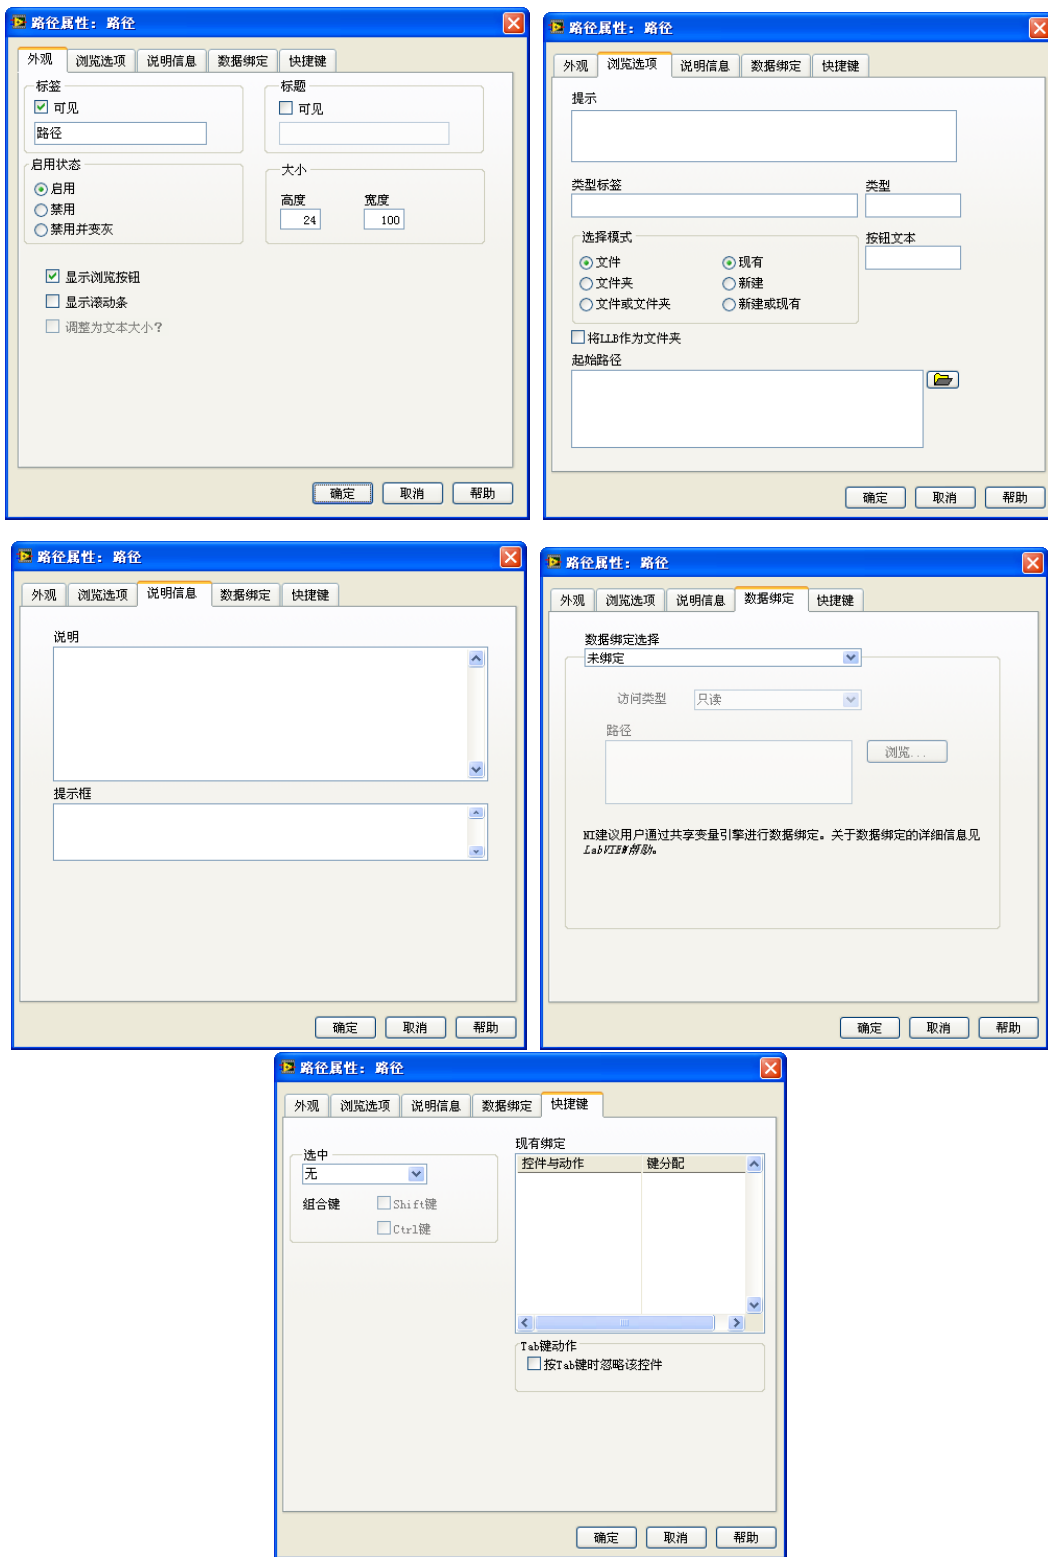 路径属性: 路径
外观 浏览选项 说明信息 数据绑定 快捷键
标签 标题
可见 可见
路径
启用状态 大小
启用 高度 宽度
禁用 24 100
禁用并变灰
显示浏览按钮
显示滚动条
调整为文本大小?
确定 取消 帮助
路径属性: 路径
外观 浏览选项 说明信息 数据绑定 快捷键
提示
类型标签 类型
选择模式 按钮文本
文件 现有
文件夹 新建
文件或文件夹 新建或现有
将LLB作为文件夹
起始路径
确定 取消 帮助
路径属性: 路径
外观 浏览选项 说明信息 数据绑定 快捷键
说明
提示框
确定 取消 帮助
路径属性: 路径
外观 浏览选项 说明信息 数据绑定 快捷键
数据绑定选择
未绑定
访问类型 只读
路径
浏览...
NI建议用户通过共享变量引擎进行数据绑定。关于数据绑定的详细信息见
LabVIEW帮助。
确定 取消 帮助
路径属性: 路径
外观 浏览选项 说明信息 数据绑定 快捷键
选中 现有绑定
无 控件与动作 键分配
组合键 Shift键
Ctrl键
Tab键动作
按Tab键时忽略该控件
确定 取消 帮助